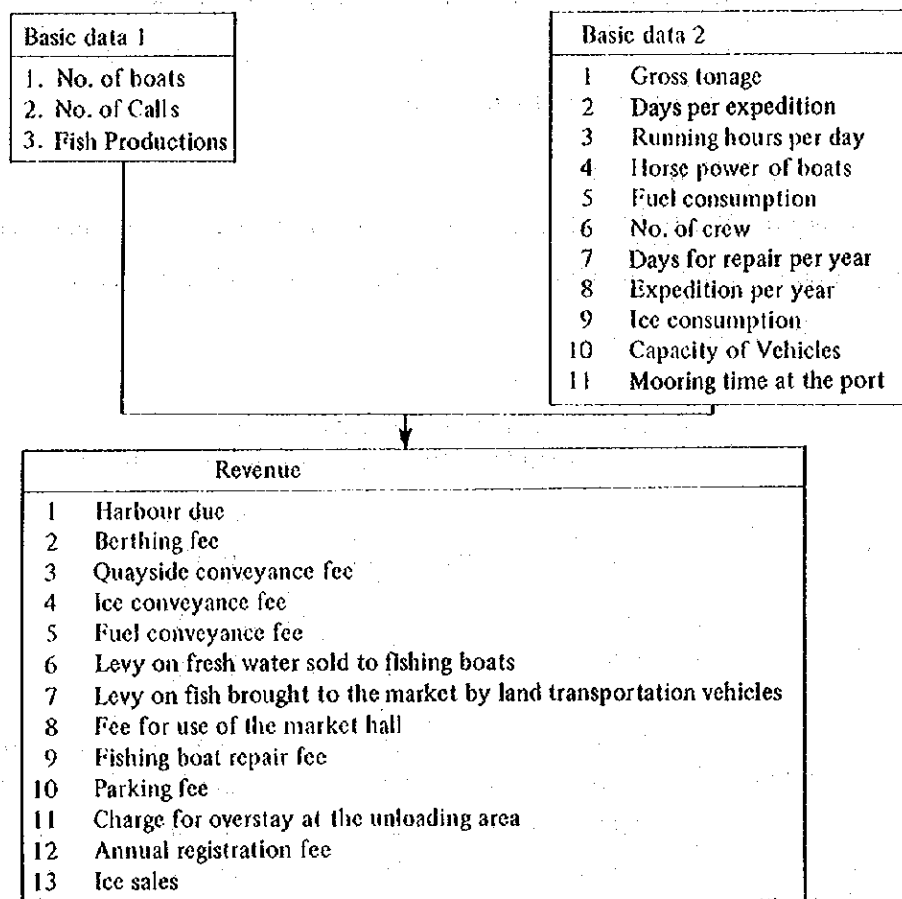 Basic data 1
1. No. of boats
2. No. of Calls
3. Fish Productions
Basic data 2
1 Gross tonage
2 Days per expedition
3 Running hours per day
4 Horse power of boats
5 Fuel consumption
6 No. of crew
7 Days for repair per year
8 Expedition per year
9 Ice consumption
10 Capacity of Vehicles
11 Mooring time at the port
Revenue
1 Harbour due
2 Berthing fee
3 Quayside conveyance fee
4 Ice conveyance fee
5 Fuel conveyance fee
6 Levy on fresh water sold to fishing boats
7 Levy on fish brought to the market by land transportation vehicles
8 Fee for use of the market hall
9 Fishing boat repair fee
10 Parking fee
11 Charge for overstay at the unloading area
12 Annual registration fee
13 Ice sales